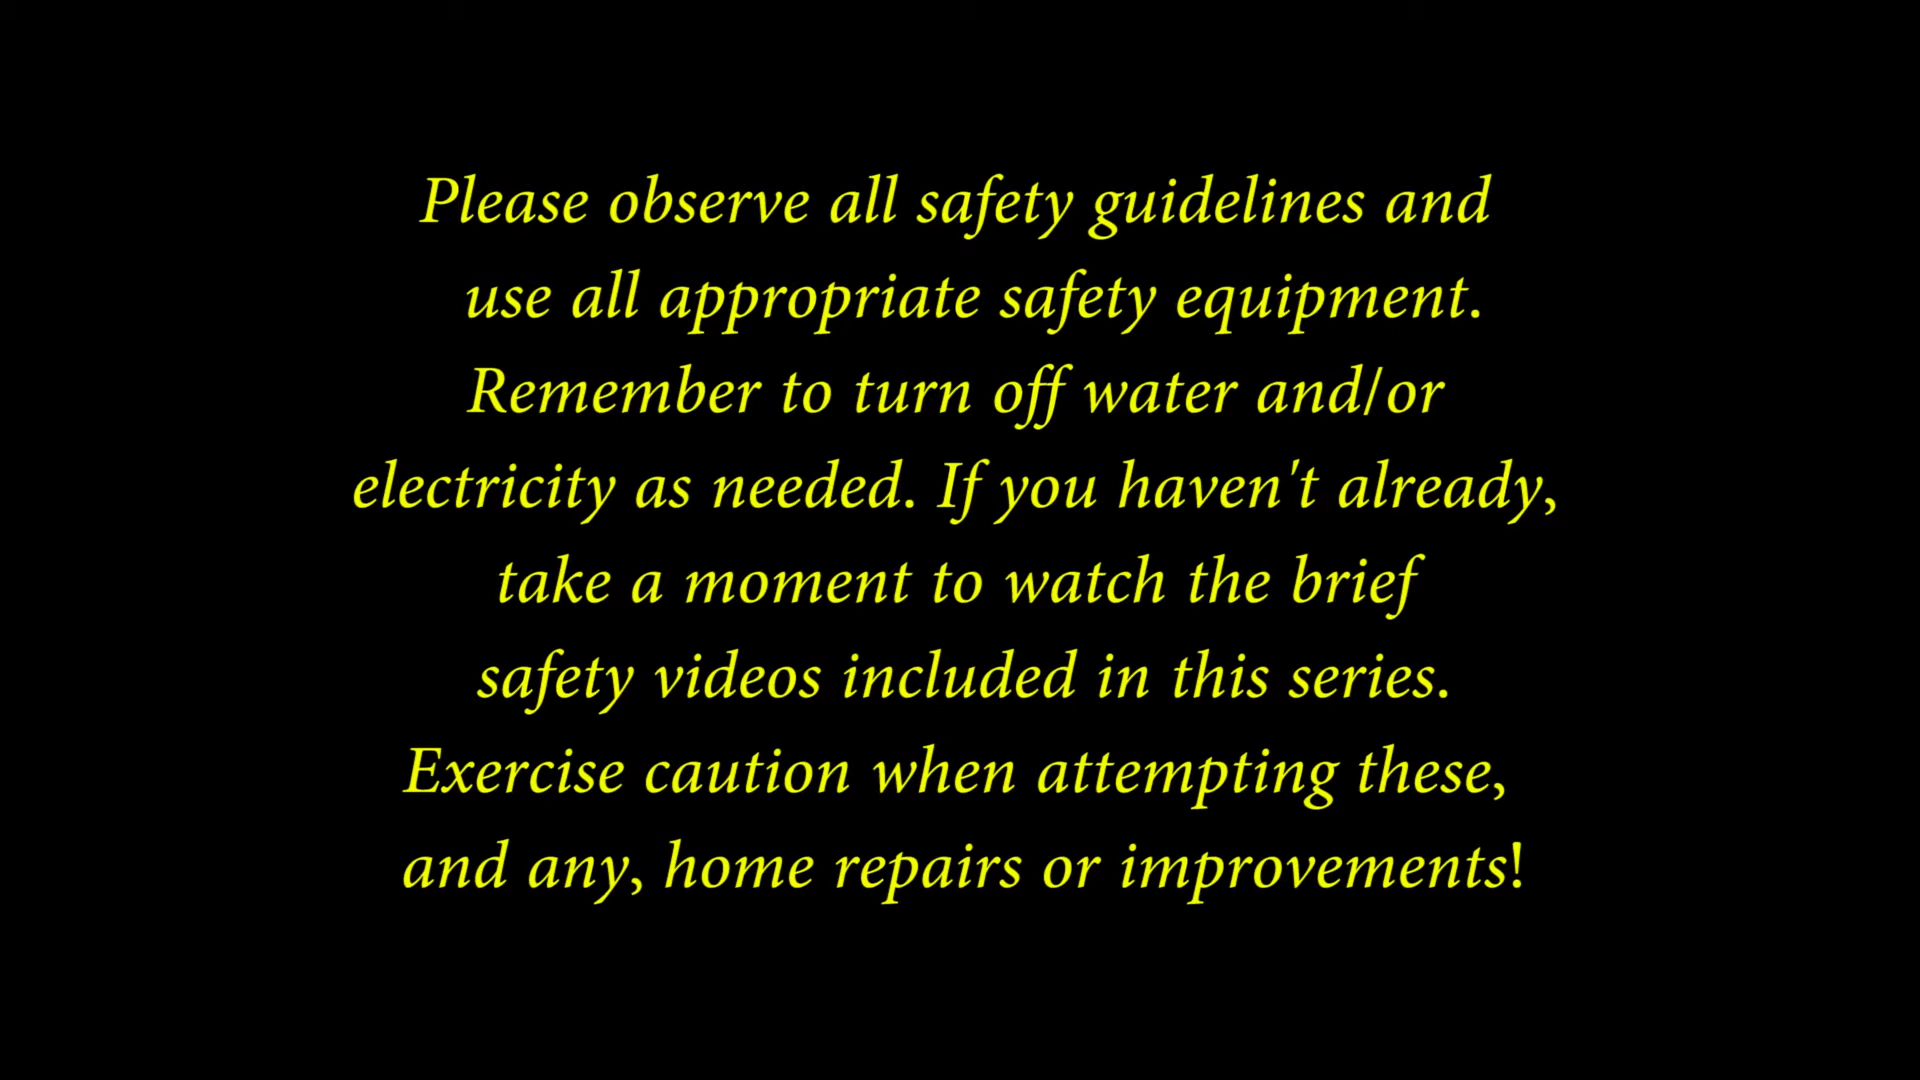 Please observe all safety guidelines and
use all appropriate safety equipment.
Remember to turn off water and/or
electricity as needed. If you haven't already,
take a moment to watch the brief
safety videos included in this series.
Exercise caution when attempting these,
and any, home repairs or improvements!